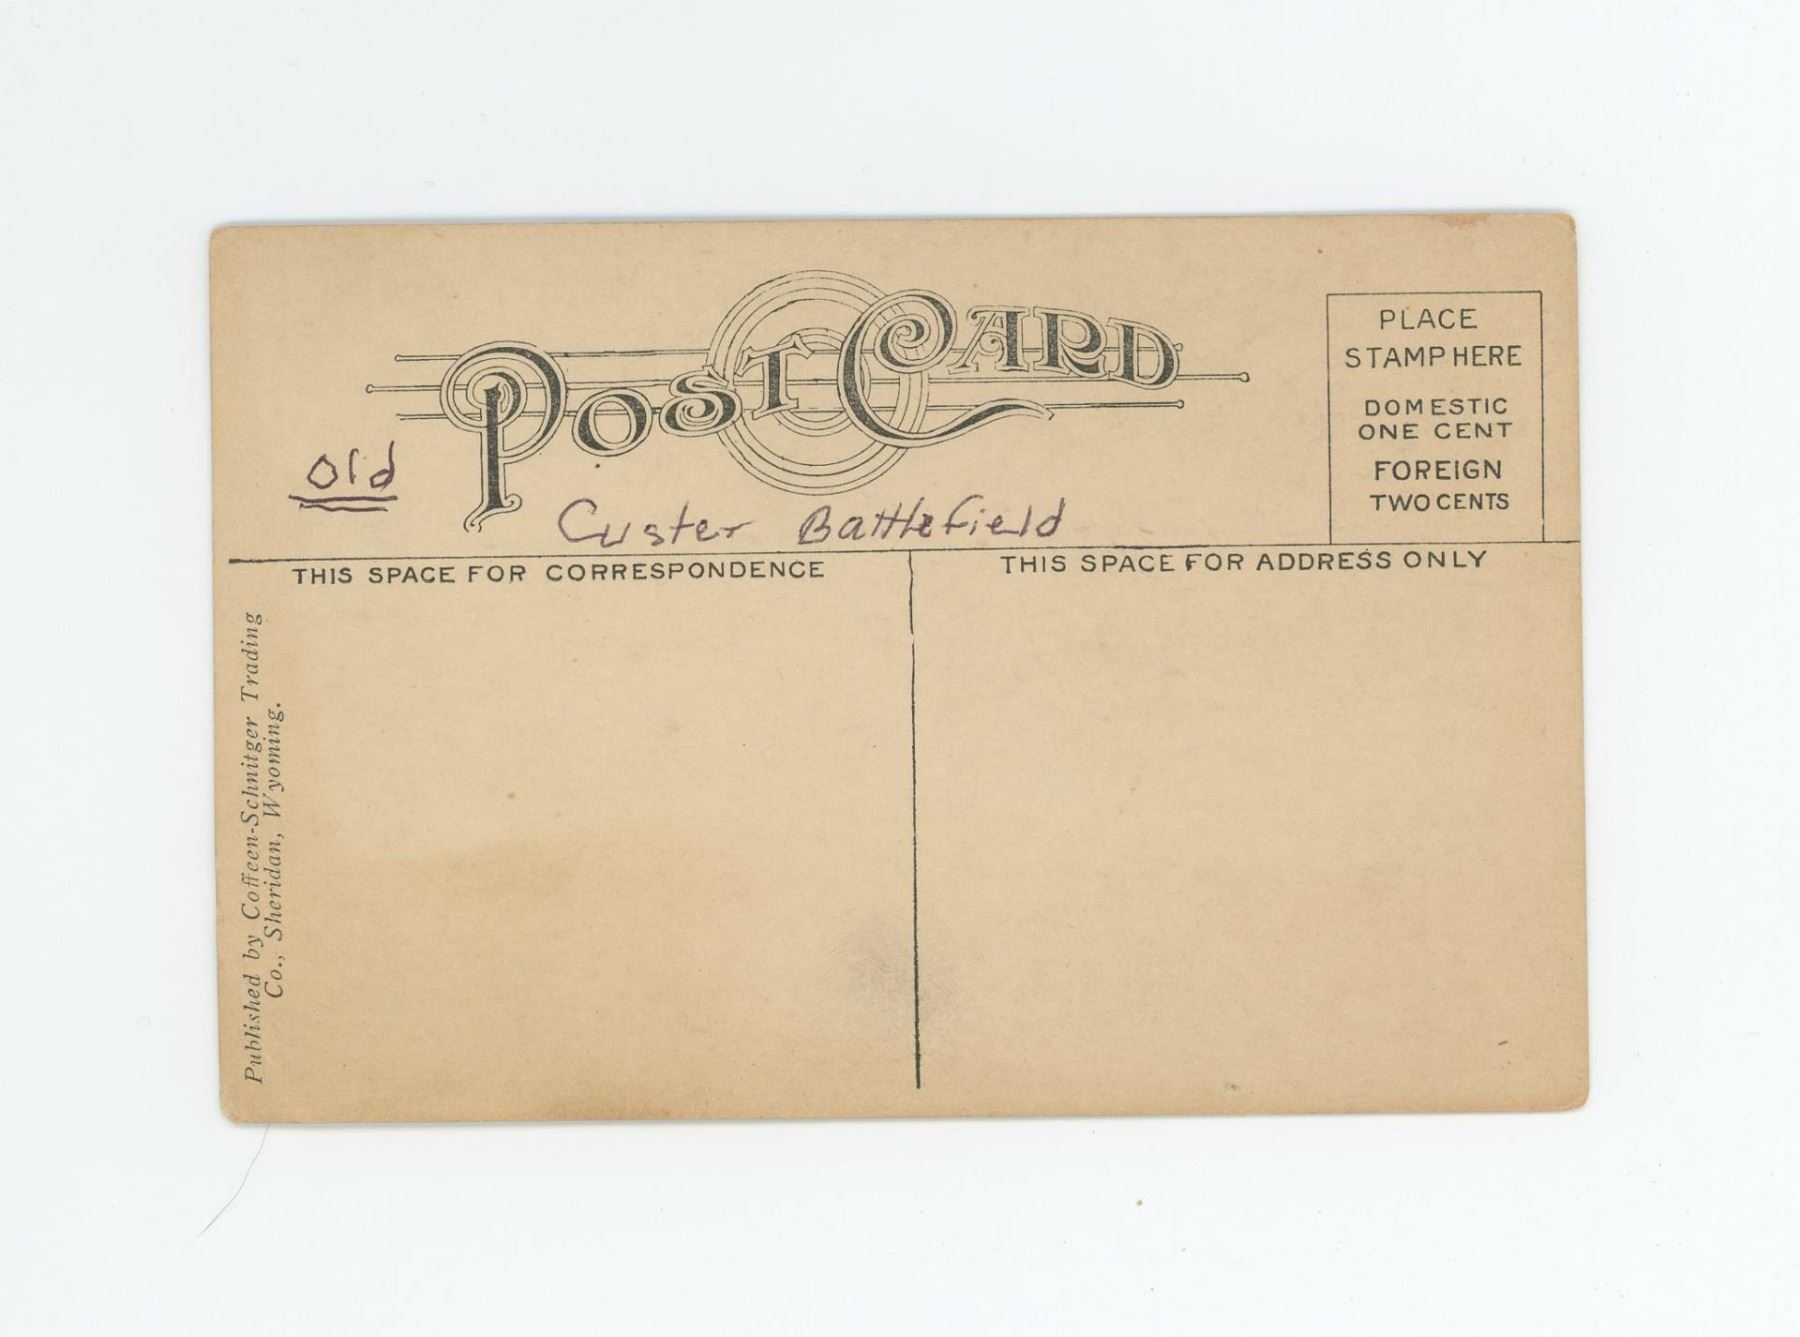 POST CARD
PLACE
STAMP HERE
DOMESTIC
ONE CENT
FOREIGN
TWO CENTS
Old
Custer Battlefield
THIS SPACE FOR CORRESPONDENCE
THIS SPACE FOR ADDRESS ONLY
Published by Coffeen-Schnitger Trading
Co., Sheridan, Wyoming.